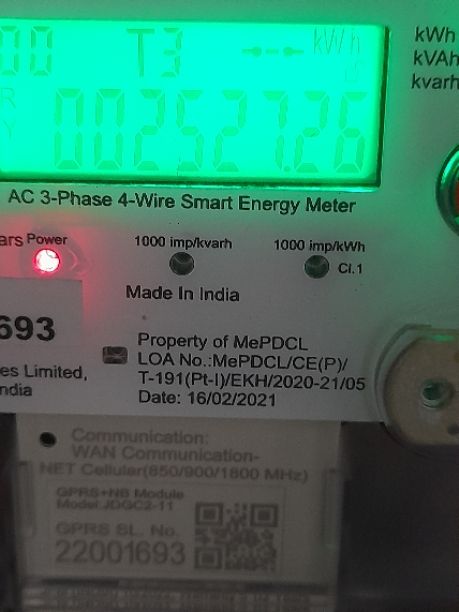 00 T3 kWh
002527.26
R
Y
kWh
kVAh
kvarh
AC 3-Phase 4-Wire Smart Energy Meter
ars Power 1000 imp/kvarh 1000 imp/kWh
Cl.1
Made In India
693
es Limited,
ndia
Property of MePDCL
LOA No.:MePDCL/CE(P)/
T-191(Pt-I)/EKH/2020-21/05
Date: 16/02/2021
Communication:
WAN Communication-
NET Cellular(850/900/1800 MHz)
GPRS+NB Module
Model:JDGC2-11
GPRS SL. No.
22001693